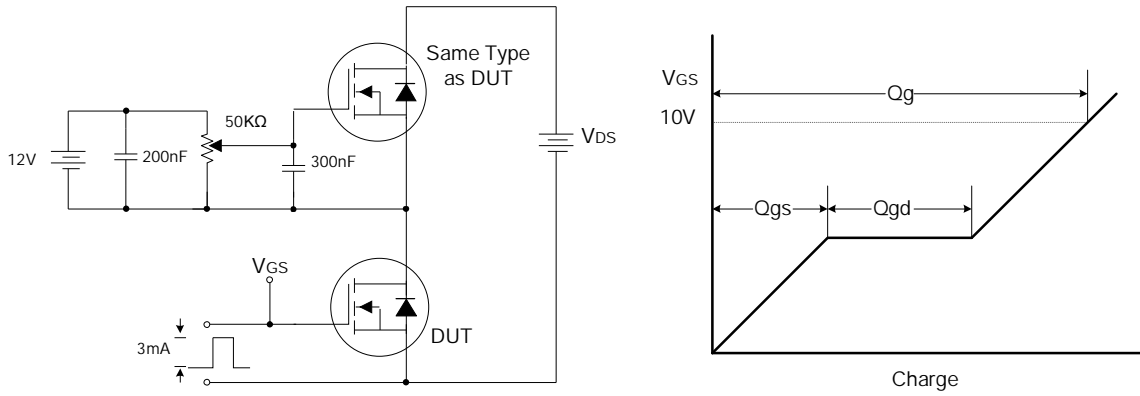 Same Type
as DUT
12V
200nF
50KΩ
300nF
VDS
VGS
3mA
DUT
VGS
10V
Qg
Qgs
Qgd
Charge